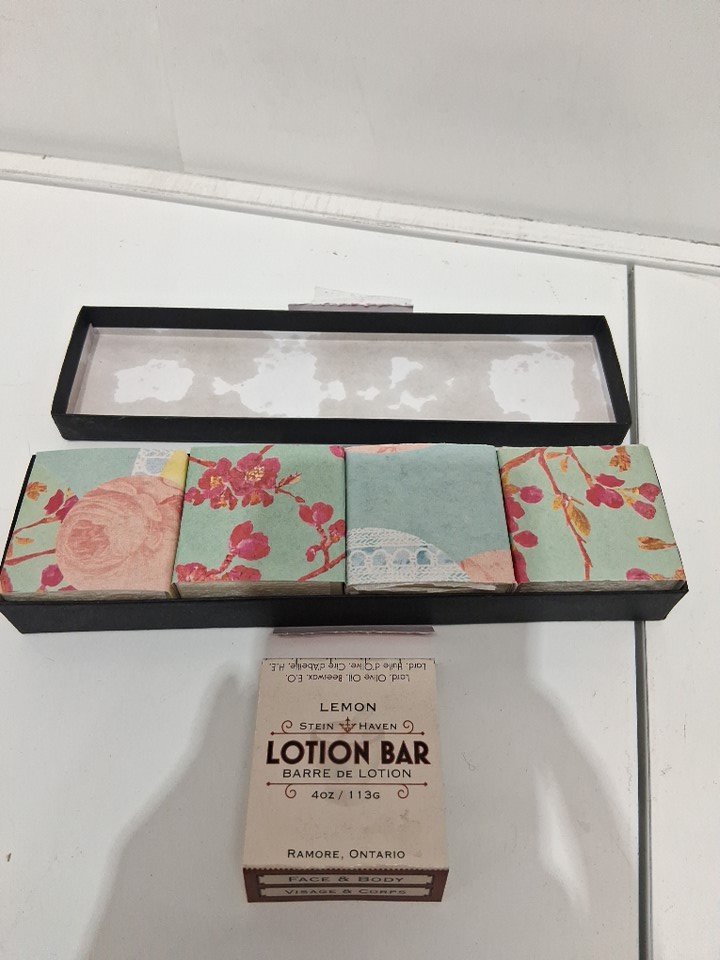 Lard, Huile d'Olive, Cire d'Abeille, H.E.
Lard, Olive Oil, Beeswax, E.O.
LEMON
STEIN HAVEN
LOTION BAR
BARRE DE LOTION
4OZ / 113G
RAMORE, ONTARIO
FACE & BODY
VISAGE & CORPS